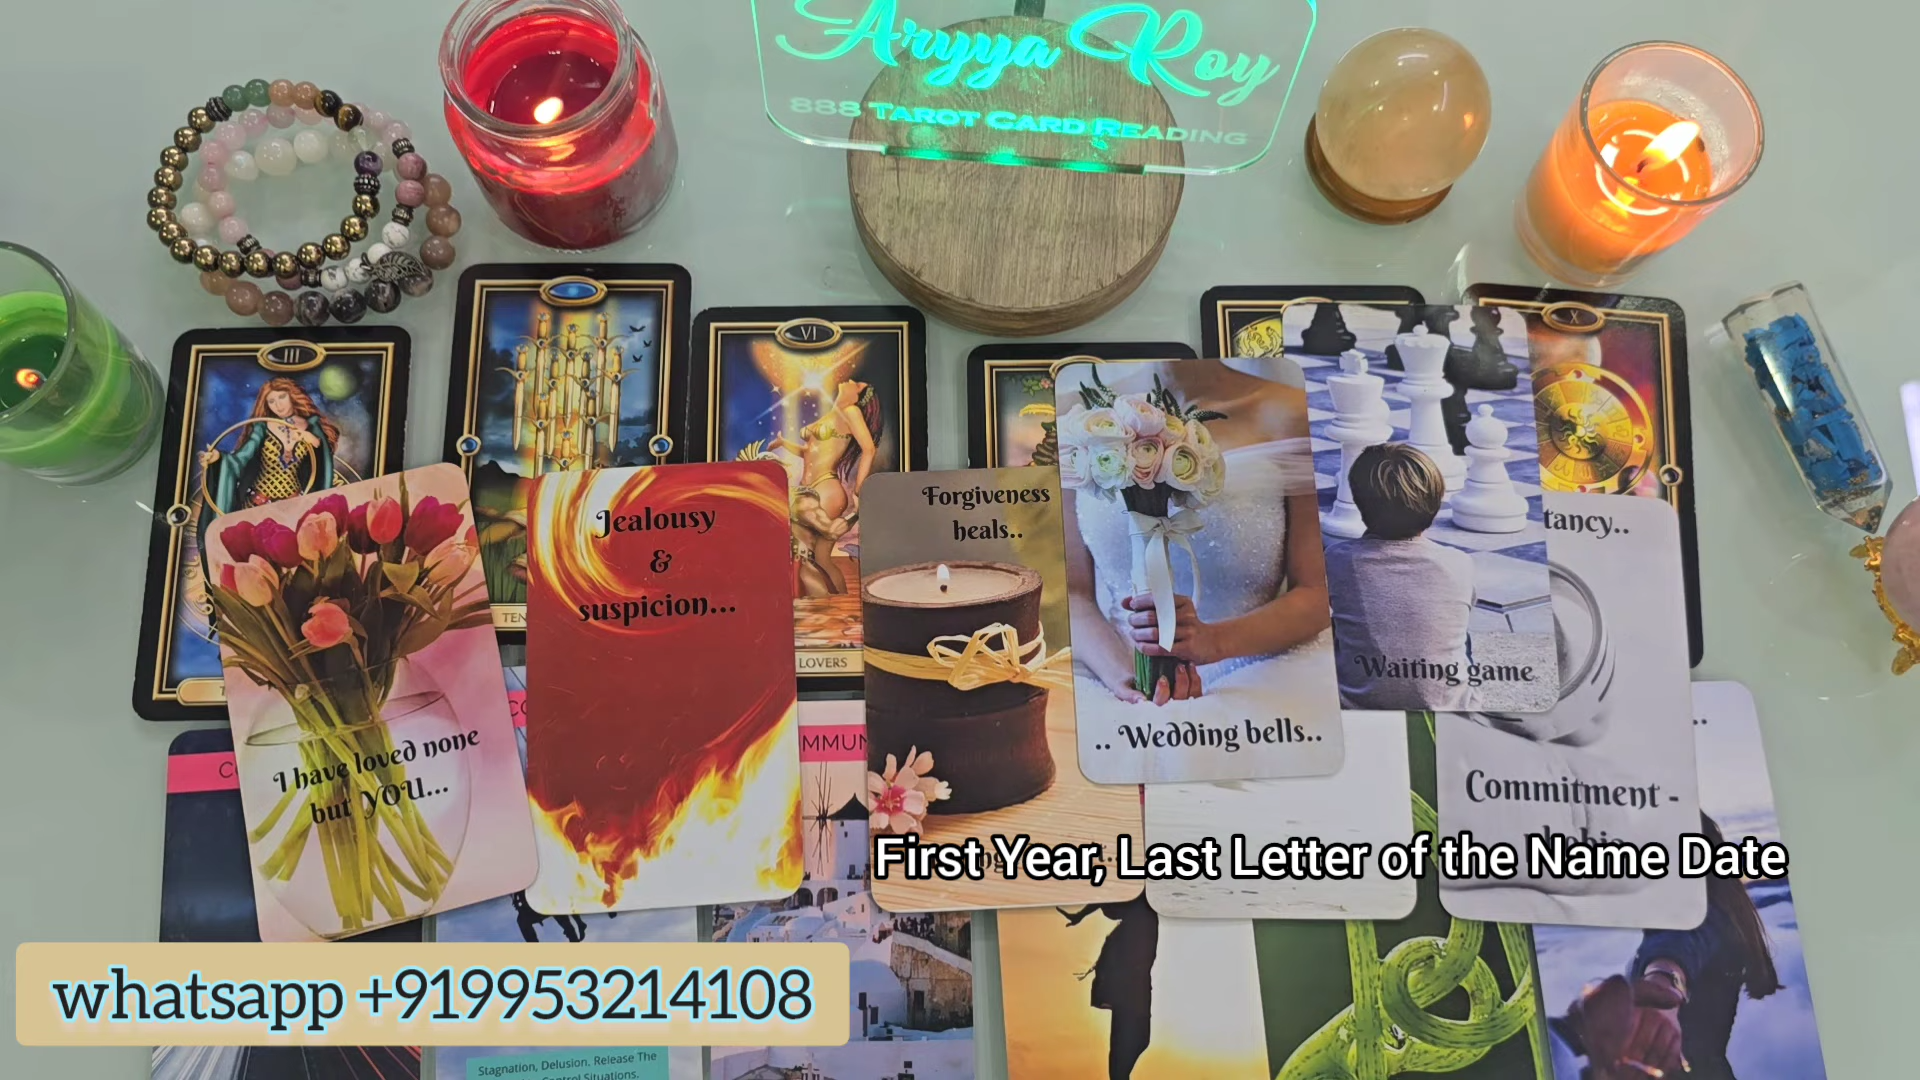 Aryya Roy
888 TAROT CARD READING
III
VI
X
TEN
LOVERS
I have loved none
but YOU...
Jealousy
&
suspicion...
Forgiveness
heals..
.. Wedding bells..
Waiting game
tancy..
Commitment -
MMUN
First Year, Last Letter of the Name Date
whatsapp +919953214108
Stagnation, Delusion. Release The
Control Situations.